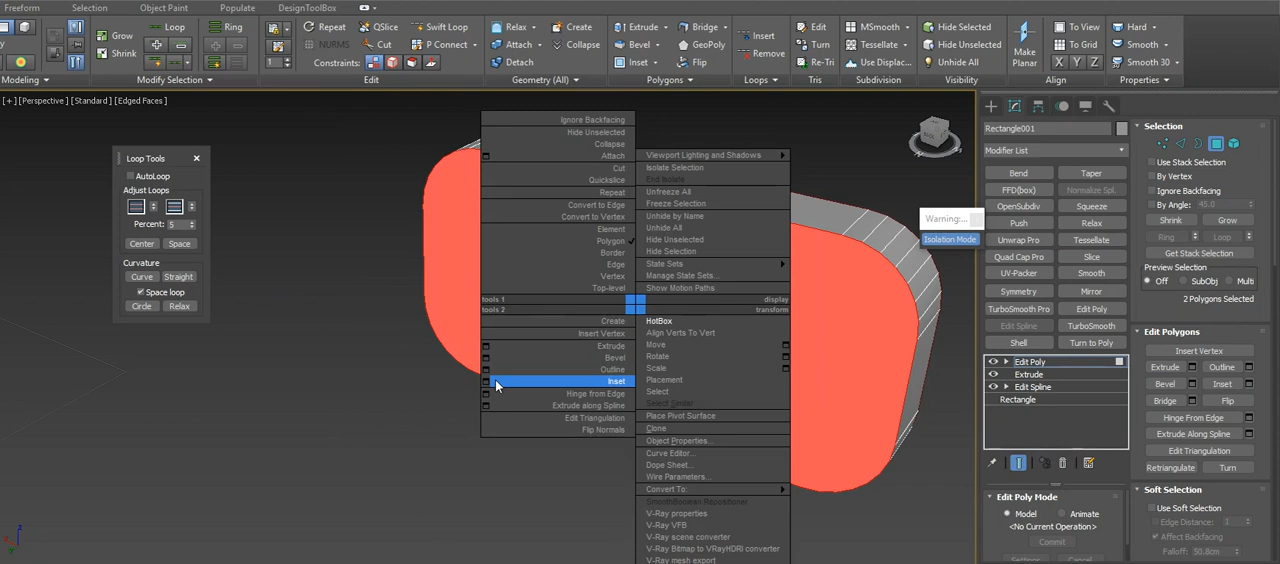 Freeform Selection Object Paint Populate DesignToolBox
Loop Ring Repeat QSlice Swift Loop Relax Create Extrude Bridge Insert Edit MSmooth Hide Selected To View Hard
Grow NURMS Cut P Connect Attach Collapse Bevel GeoPoly Remove Turn Tessellate Hide Unselected To Grid Smooth
Shrink 1 Constraints: Detach Inset Flip Re-Tri Use Displac... Unhide All Make Planar X Y Z Smooth 30
Modeling Modify Selection Edit Geometry (All) Polygons Loops Tris Subdivision Visibility Align Properties
[+] [Perspective] [Standard] [Edged Faces]
Loop Tools
AutoLoop
Adjust Loops
Percent: 5
Center Space
Curvature
Curve Straight
Space loop
Circle Relax
Ignore Backfacing
Hide Unselected
Collapse
Attach
Cut
Quickslice
Repeat
Convert to Edge
Convert to Vertex
Element
Polygon
Border
Edge
Vertex
Top-level
tools 1
tools 2
Create
Insert Vertex
Extrude
Bevel
Outline
Inset
Hinge from Edge
Extrude along Spline
Edit Triangulation
Flip Normals
Viewport Lighting and Shadows
Isolate Selection
End Isolate
Unfreeze All
Freeze Selection
Unhide by Name
Unhide All
Hide Unselected
Hide Selection
State Sets
Manage State Sets...
Show Motion Paths
display
transform
HotBox
Align Verts To Vert
Move
Rotate
Scale
Placement
Select
Select Similar
Place Pivot Surface
Clone
Object Properties...
Curve Editor...
Dope Sheet...
Wire Parameters...
Convert To:
SmoothBoolean Repositioner
V-Ray properties
V-Ray VFB
V-Ray scene converter
V-Ray Bitmap to VRayHDRI converter
V-Ray mesh export
Warning:...
Isolation Mode
Rectangle001
Modifier List
Bend Taper
FFD(box) Normalize Spl.
OpenSubdiv Squeeze
Push Relax
Unwrap Pro Tessellate
Quad Cap Pro Slice
UV-Packer Smooth
Symmetry Mirror
TurboSmooth Pro Edit Poly
Edit Spline TurboSmooth
Shell Turn to Poly
Edit Poly
Extrude
Edit Spline
Rectangle
Edit Poly Mode
Model Animate
<No Current Operation>
Commit
Settings Cancel
Selection
Use Stack Selection
By Vertex
Ignore Backfacing
By Angle: 45.0
Shrink Grow
Ring Loop
Get Stack Selection
Preview Selection
Off SubObj Multi
2 Polygons Selected
Edit Polygons
Insert Vertex
Extrude Outline
Bevel Inset
Bridge Flip
Hinge From Edge
Extrude Along Spline
Edit Triangulation
Retriangulate Turn
Soft Selection
Use Soft Selection
Edge Distance: 1
Affect Backfacing
Falloff: 50.8cm